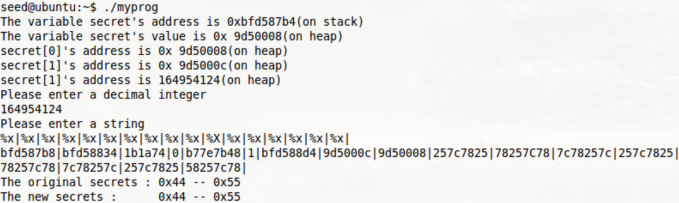 seed@ubuntu:~$ ./myprog
The variable secret's address is 0xbfd587b4(on stack)
The variable secret's value is 0x 9d50008(on heap)
secret[0]'s address is 0x 9d50008(on heap)
secret[1]'s address is 0x 9d5000c(on heap)
secret[1]'s address is 164954124(on heap)
Please enter a decimal integer
164954124
Please enter a string
%x|%x|%x|%x|%x|%x|%x|%x|%x|%x|%X|%x|%x|%x|%x|%x|%x|
bfd587b8|bfd58834|1b1a74|0|b77e7b48|1|bfd588d4|9d5000c|9d50008|257c7825|78257C78|7c78257c|257c7825|
78257c78|7c78257c|257c7825|58257c78|
The original secrets : 0x44 -- 0x55
The new secrets :      0x44 -- 0x55